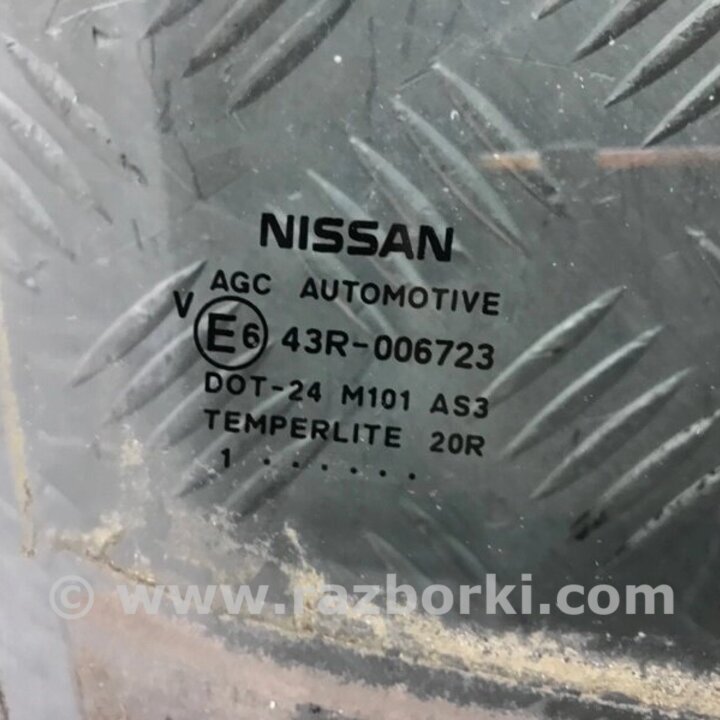 NISSAN
AGC AUTOMOTIVE
V E6 43R-006723
DOT-24 M101 AS3
TEMPERLITE 20R
1 ......
© www.razborki.com